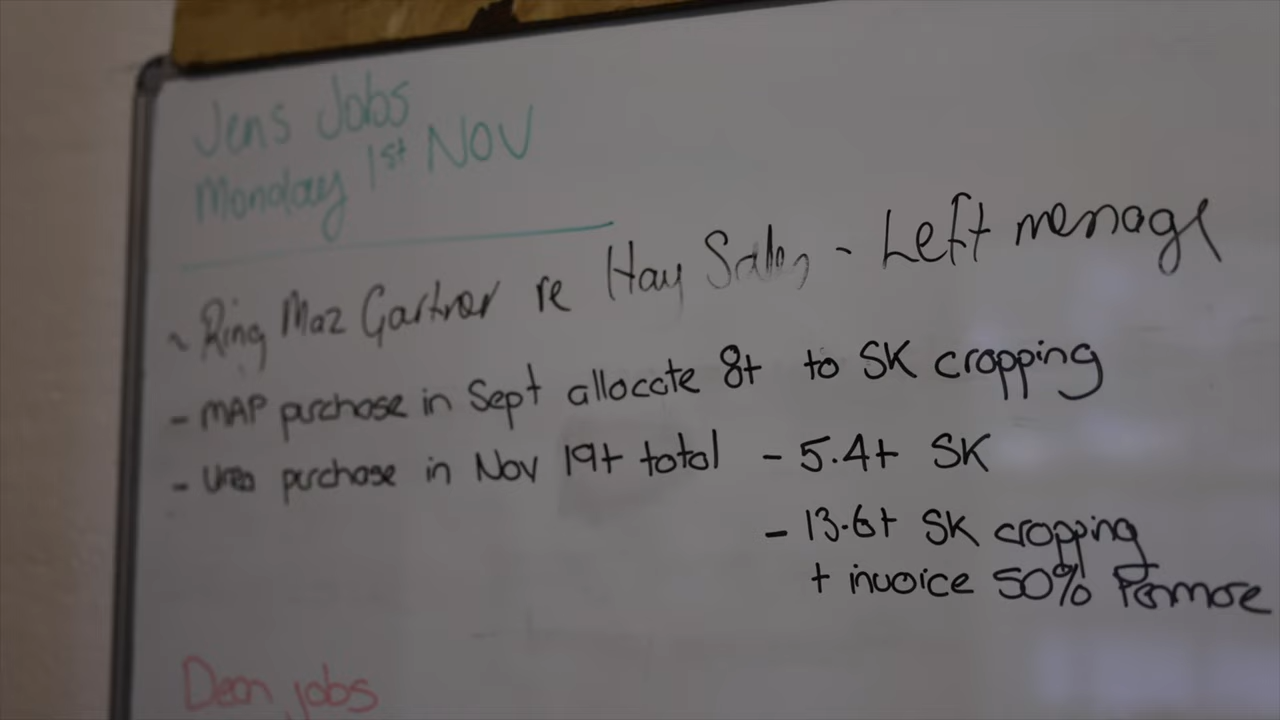 Jens Jobs
Monday 1st NOV
- Ring Maz Gartner re Hay Sales - Left message
- MAP purchase in Sept allocate 8t to SK cropping
- Urea purchase in Nov 19t total - 5.4t SK
- 13.6t SK cropping
+ invoice 50%
Dean jobs